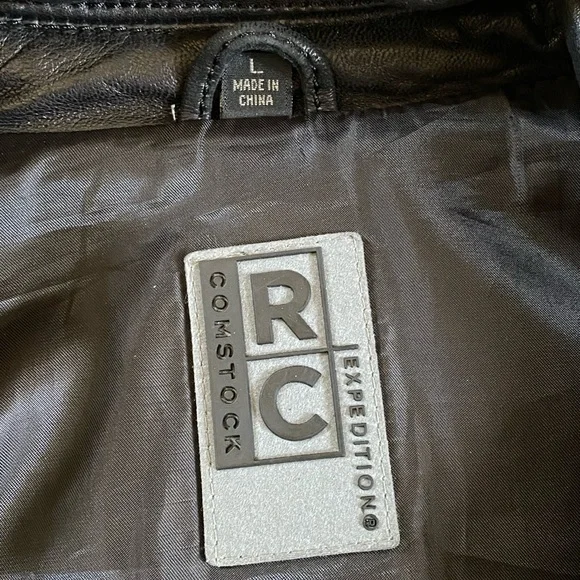 L
MADE IN
CHINA
COMSTOCK
R
C
EXPEDITION®